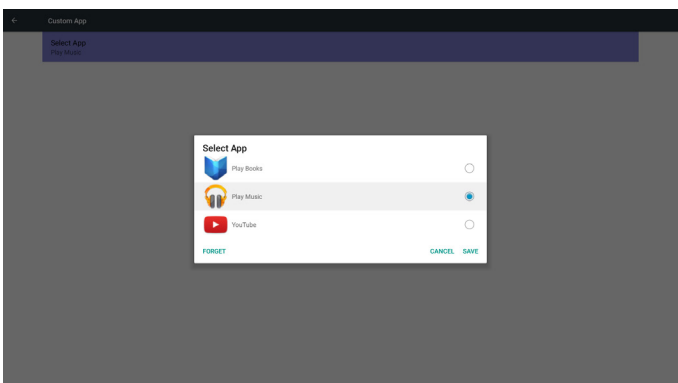 Custom App
Select App
Play Music
Select App
Play Books
Play Music
YouTube
FORGET CANCEL SAVE